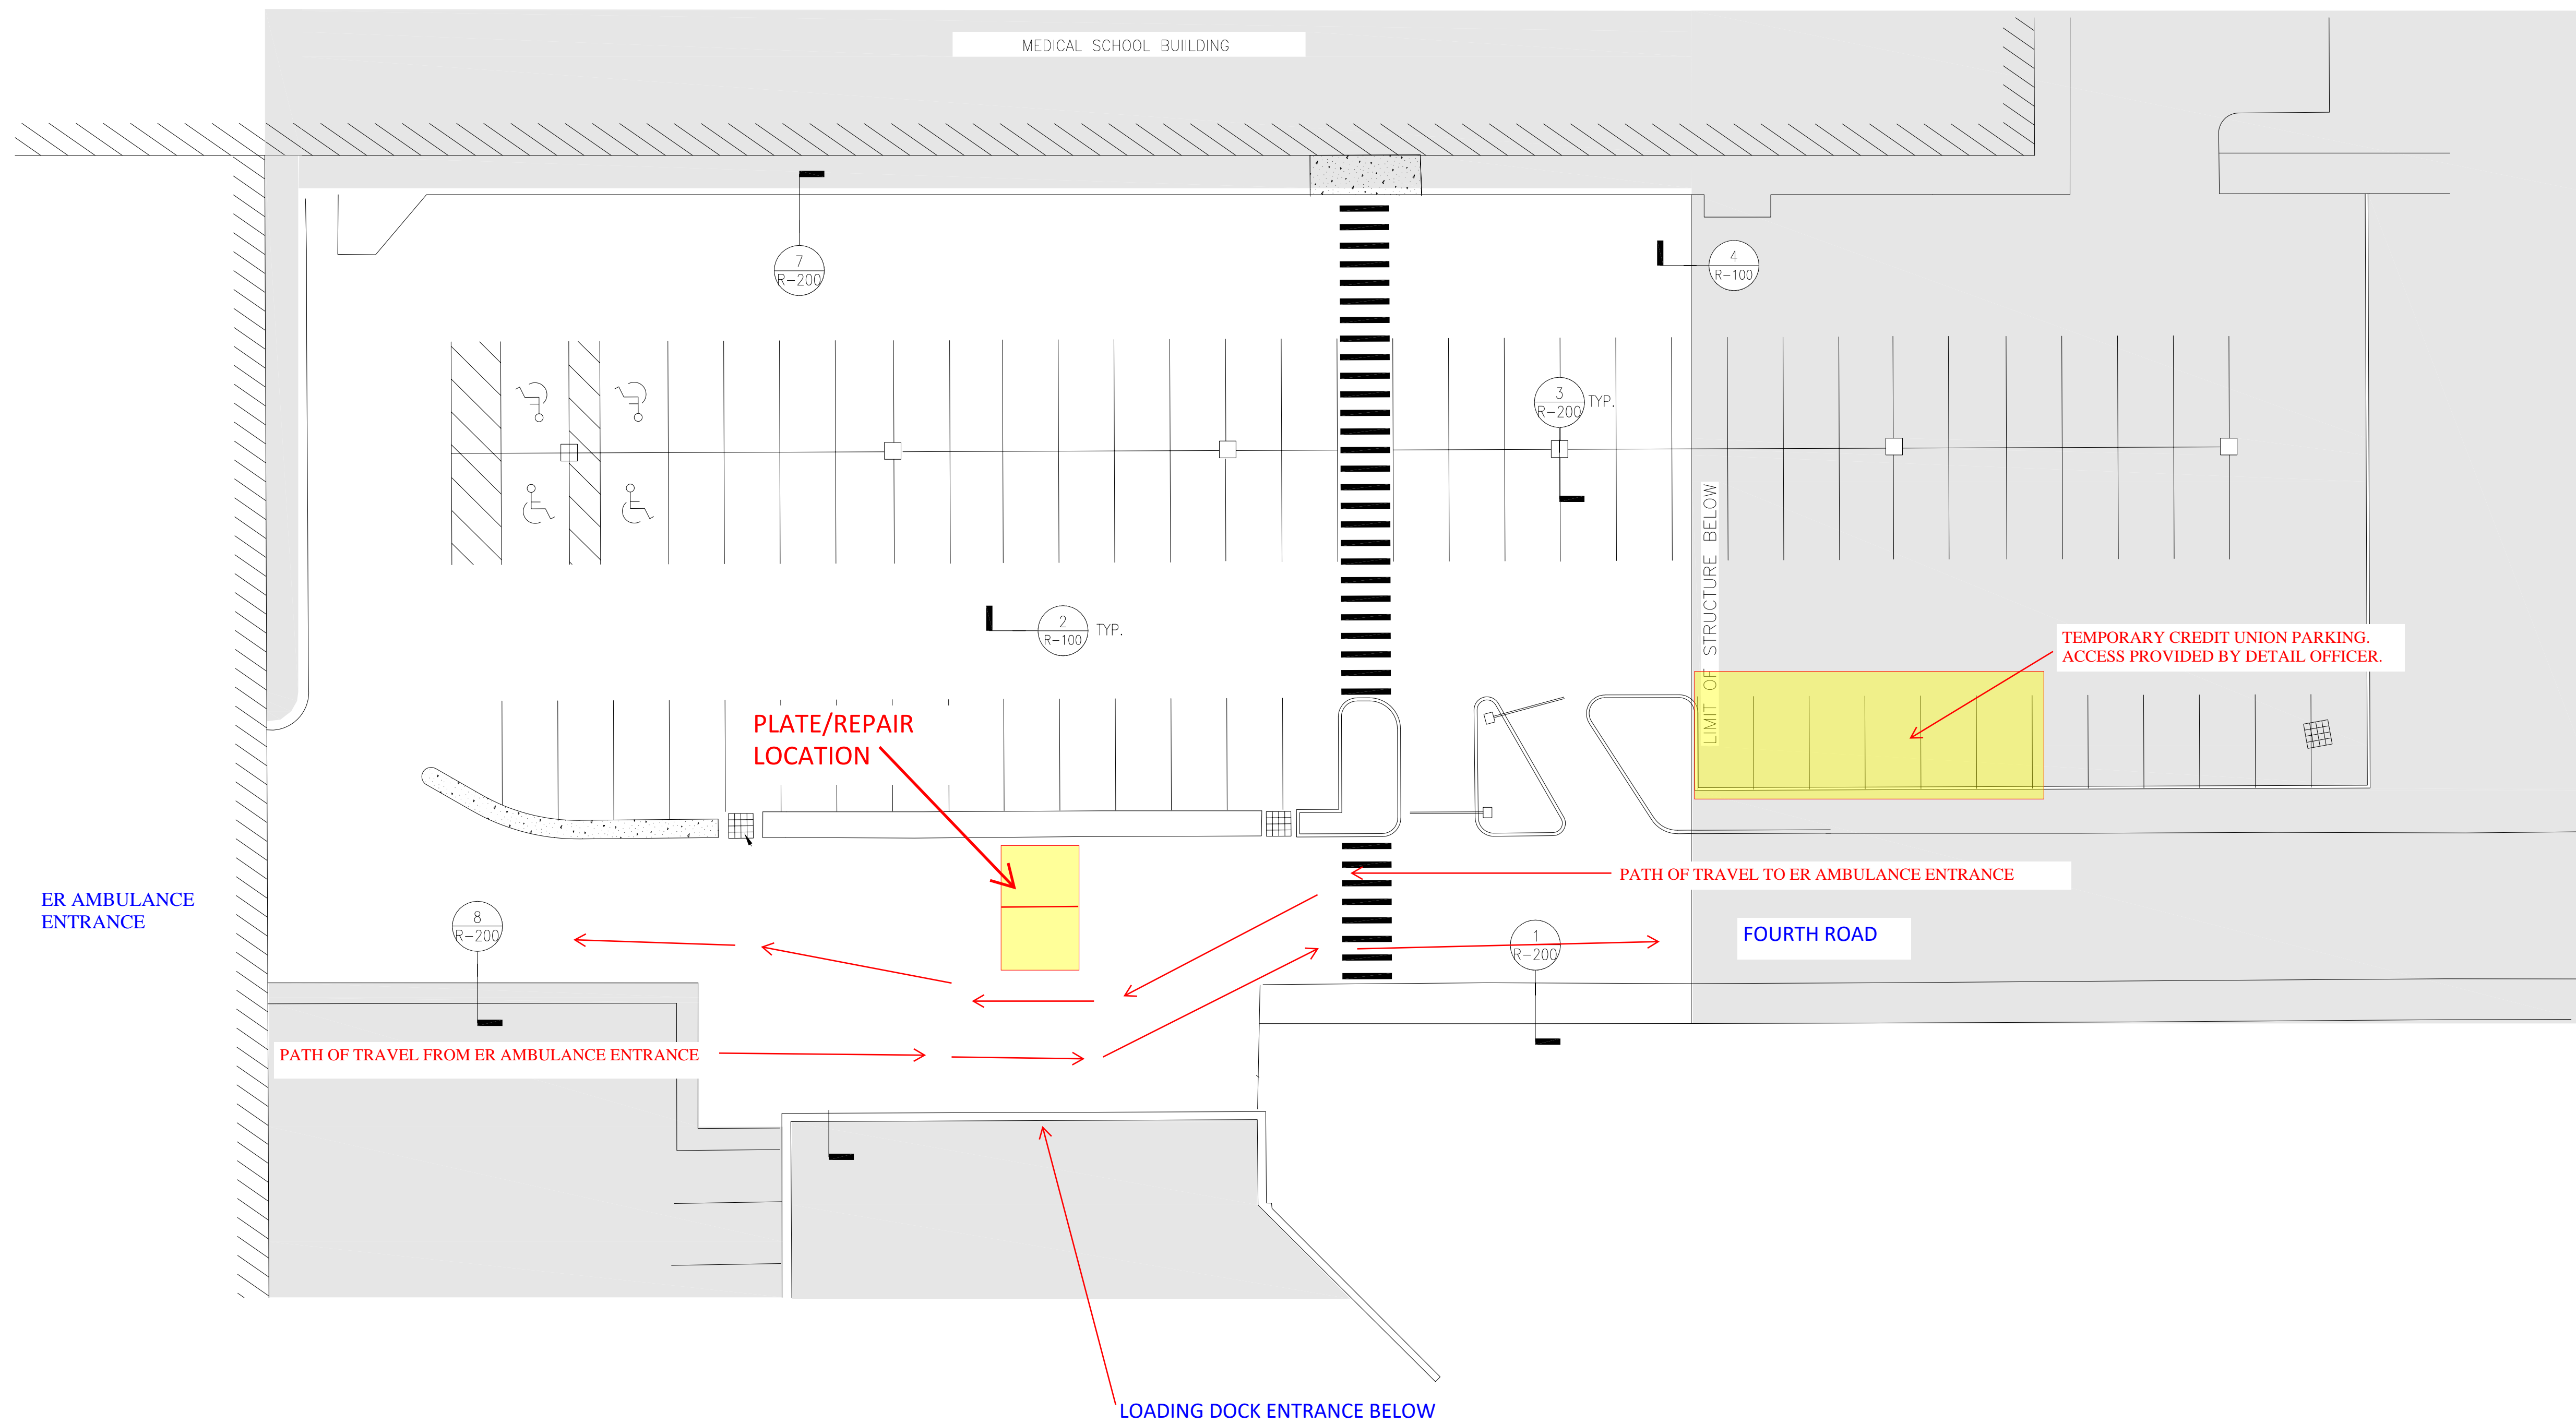 MEDICAL SCHOOL BUIILDING
7
R-200
4
R-100
3
R-200
TYP.
LIMIT OF STRUCTURE BELOW
2
R-100
TYP.
TEMPORARY CREDIT UNION PARKING.
ACCESS PROVIDED BY DETAIL OFFICER.
PLATE/REPAIR
LOCATION
PATH OF TRAVEL TO ER AMBULANCE ENTRANCE
ER AMBULANCE
ENTRANCE
8
R-200
1
R-200
FOURTH ROAD
PATH OF TRAVEL FROM ER AMBULANCE ENTRANCE
LOADING DOCK ENTRANCE BELOW